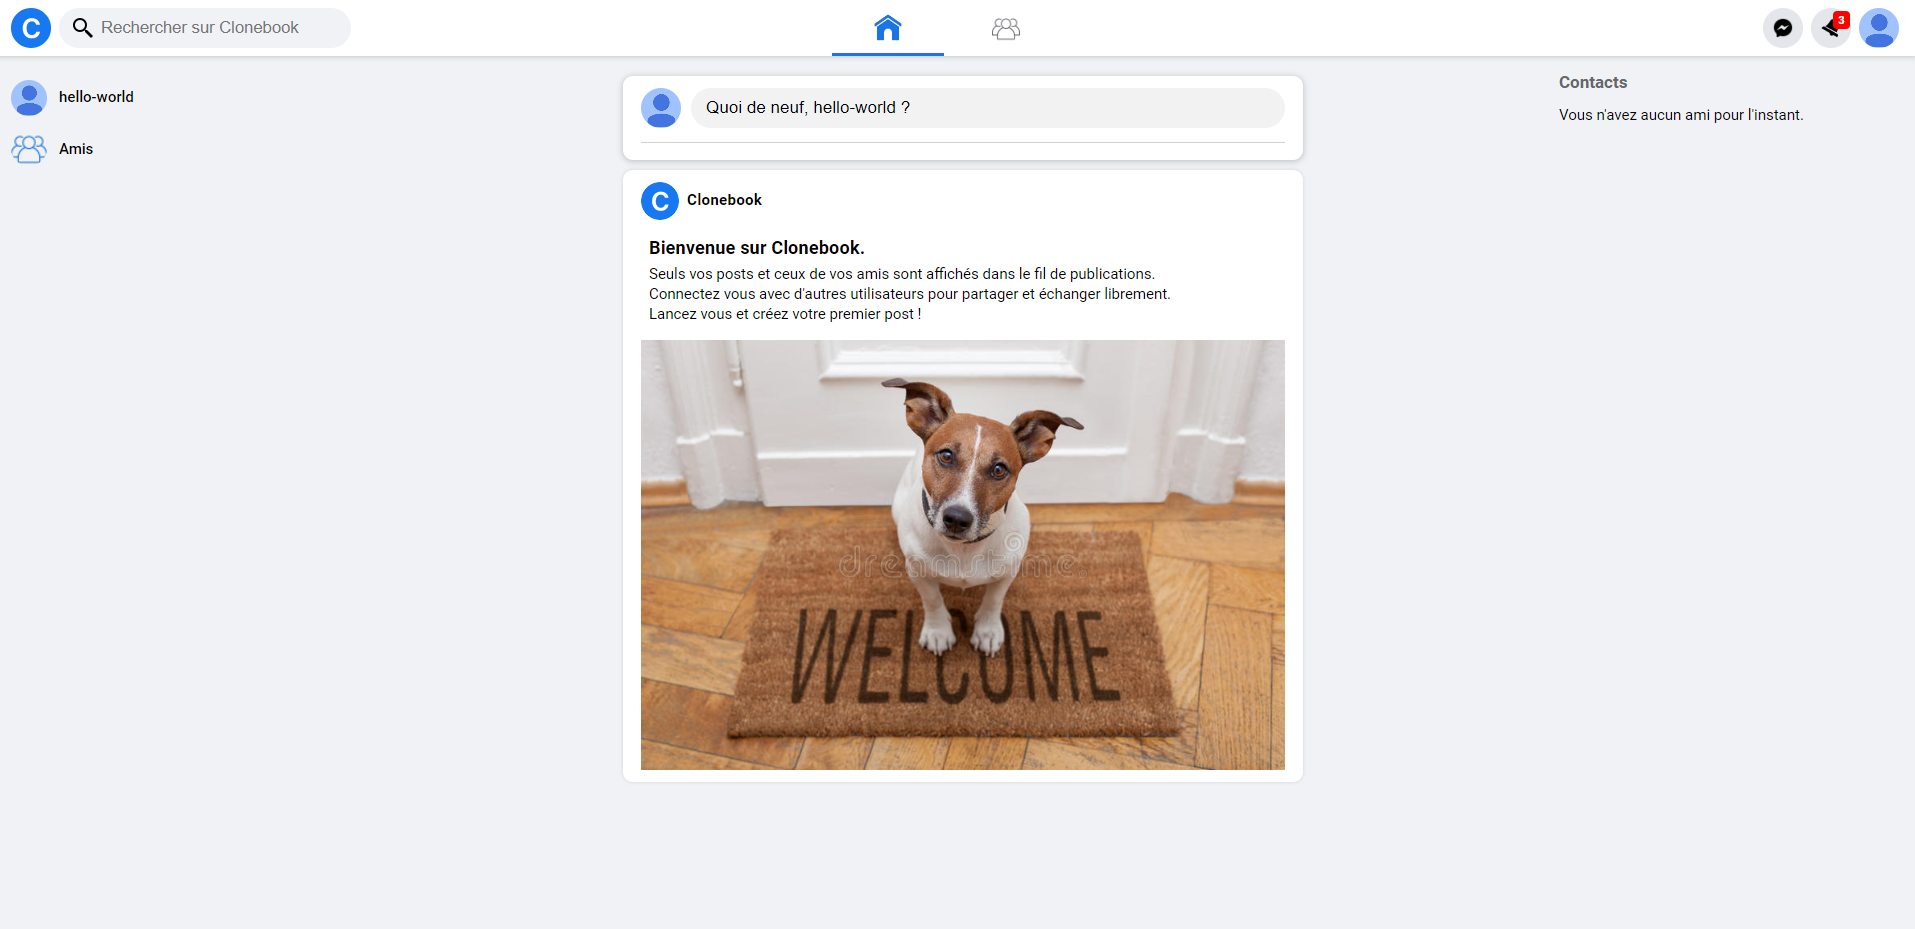 C
Rechercher sur Clonebook
3
hello-world
Amis
Quoi de neuf, hello-world ?
C
Clonebook
Bienvenue sur Clonebook.
Seuls vos posts et ceux de vos amis sont affichés dans le fil de publications.
Connectez vous avec d'autres utilisateurs pour partager et échanger librement.
Lancez vous et créez votre premier post !
dreamstime.
WELCOME
Contacts
Vous n'avez aucun ami pour l'instant.